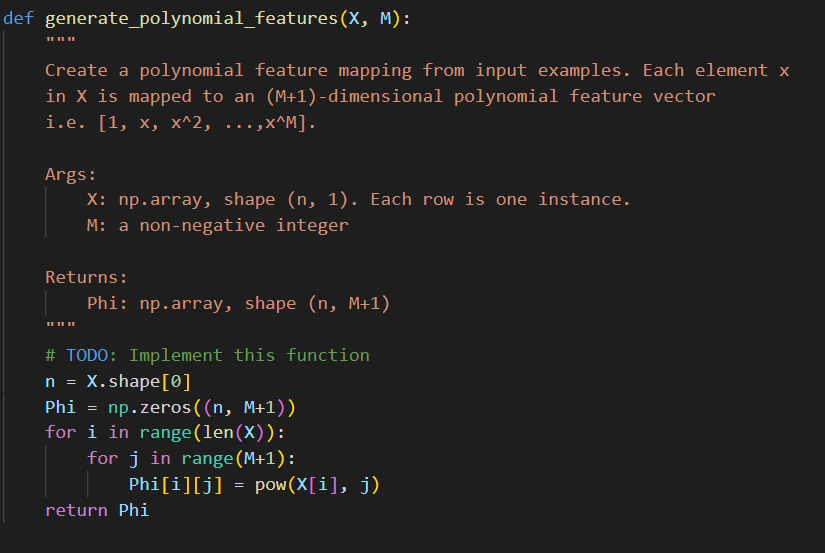 def generate_polynomial_features(X, M):
    """
    Create a polynomial feature mapping from input examples. Each element x
    in X is mapped to an (M+1)-dimensional polynomial feature vector
    i.e. [1, x, x^2, ...,x^M].

    Args:
        X: np.array, shape (n, 1). Each row is one instance.
        M: a non-negative integer

    Returns:
        Phi: np.array, shape (n, M+1)
    """
    # TODO: Implement this function
    n = X.shape[0]
    Phi = np.zeros((n, M+1))
    for i in range(len(X)):
        for j in range(M+1):
            Phi[i][j] = pow(X[i], j)
    return Phi